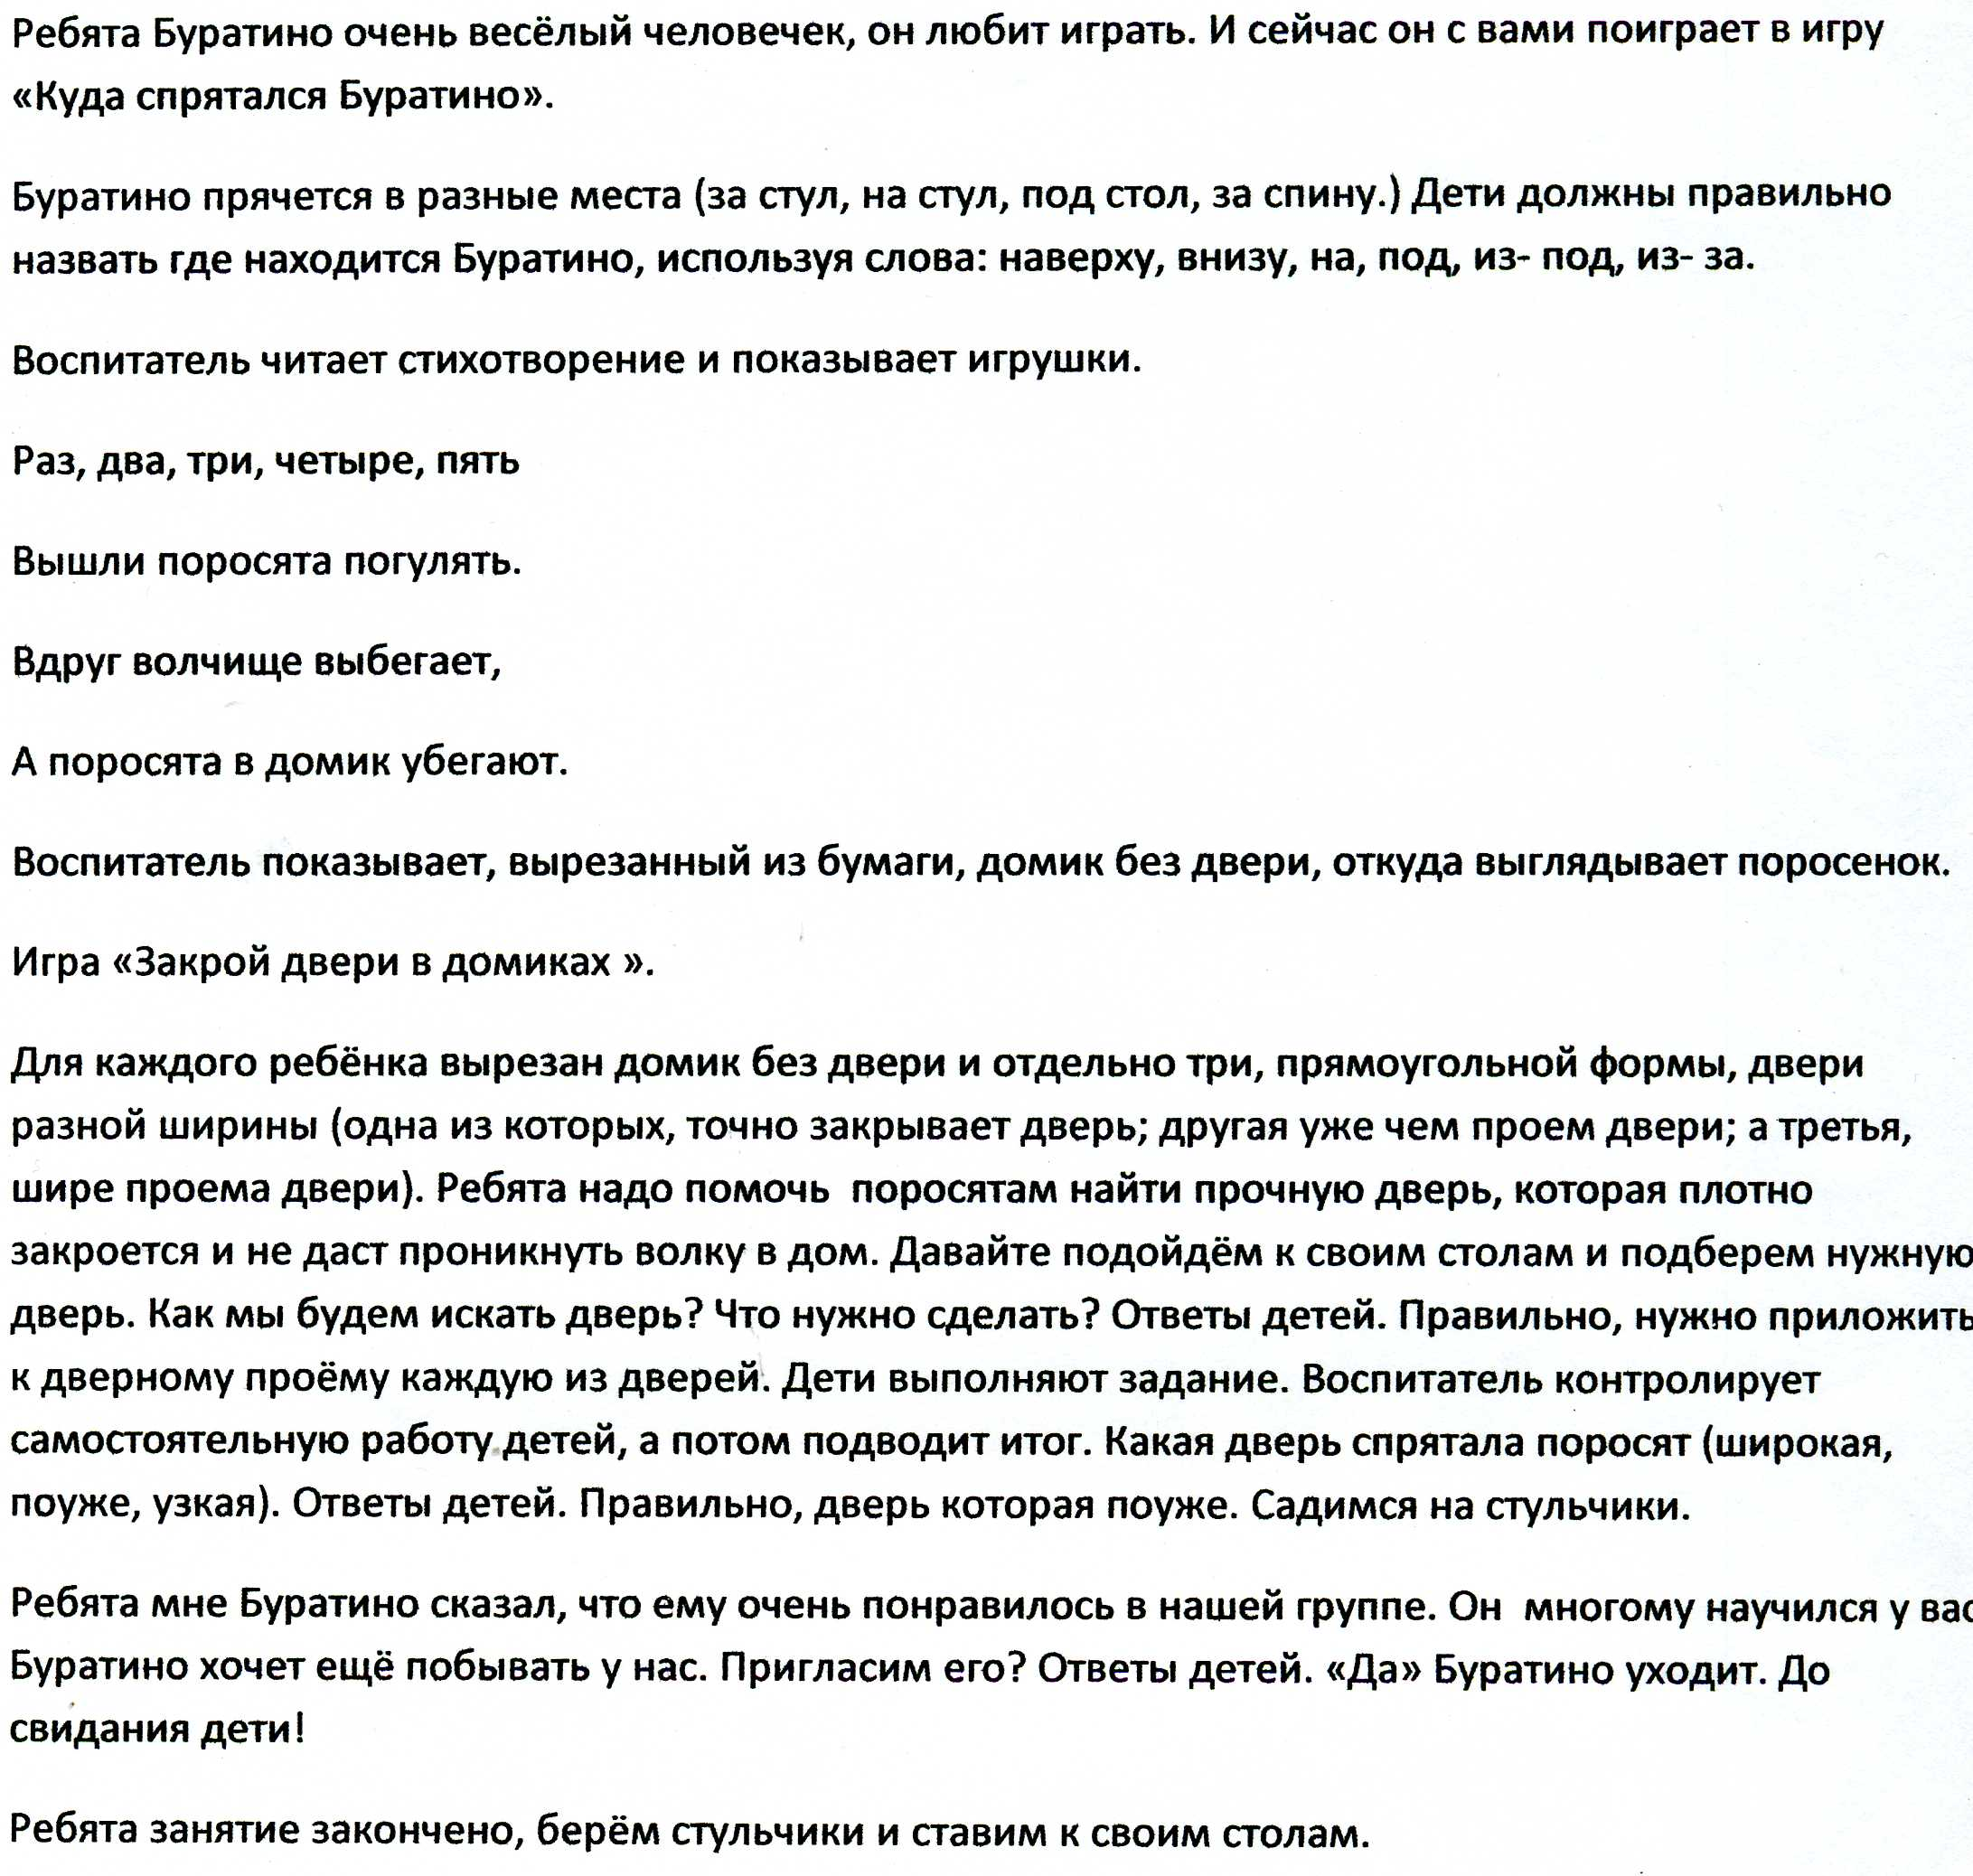 Ребята Буратино очень весёлый человечек, он любит играть. И сейчас он с вами поиграет в игру
«Куда спрятался Буратино».
Буратино прячется в разные места (за стул, на стул, под стол, за спину.) Дети должны правильно
назвать где находится Буратино, используя слова: наверху, внизу, на, под, из- под, из- за.
Воспитатель читает стихотворение и показывает игрушки.
Раз, два, три, четыре, пять
Вышли поросята погулять.
Вдруг волчище выбегает,
А поросята в домик убегают.
Воспитатель показывает, вырезанный из бумаги, домик без двери, откуда выглядывает поросенок.
Игра «Закрой двери в домиках ».
Для каждого ребёнка вырезан домик без двери и отдельно три, прямоугольной формы, двери
разной ширины (одна из которых, точно закрывает дверь; другая уже чем проем двери; а третья,
шире проема двери). Ребята надо помочь  поросятам найти прочную дверь, которая плотно
закроется и не даст проникнуть волку в дом. Давайте подойдём к своим столам и подберем нужную
дверь. Как мы будем искать дверь? Что нужно сделать? Ответы детей. Правильно, нужно приложить
к дверному проёму каждую из дверей. Дети выполняют задание. Воспитатель контролирует
самостоятельную работу детей, а потом подводит итог. Какая дверь спрятала поросят (широкая,
поуже, узкая). Ответы детей. Правильно, дверь которая поуже. Садимся на стульчики.
Ребята мне Буратино сказал, что ему очень понравилось в нашей группе. Он  многому научился у вас
Буратино хочет ещё побывать у нас. Пригласим его? Ответы детей. «Да» Буратино уходит. До
свидания дети!
Ребята занятие закончено, берём стульчики и ставим к своим столам.